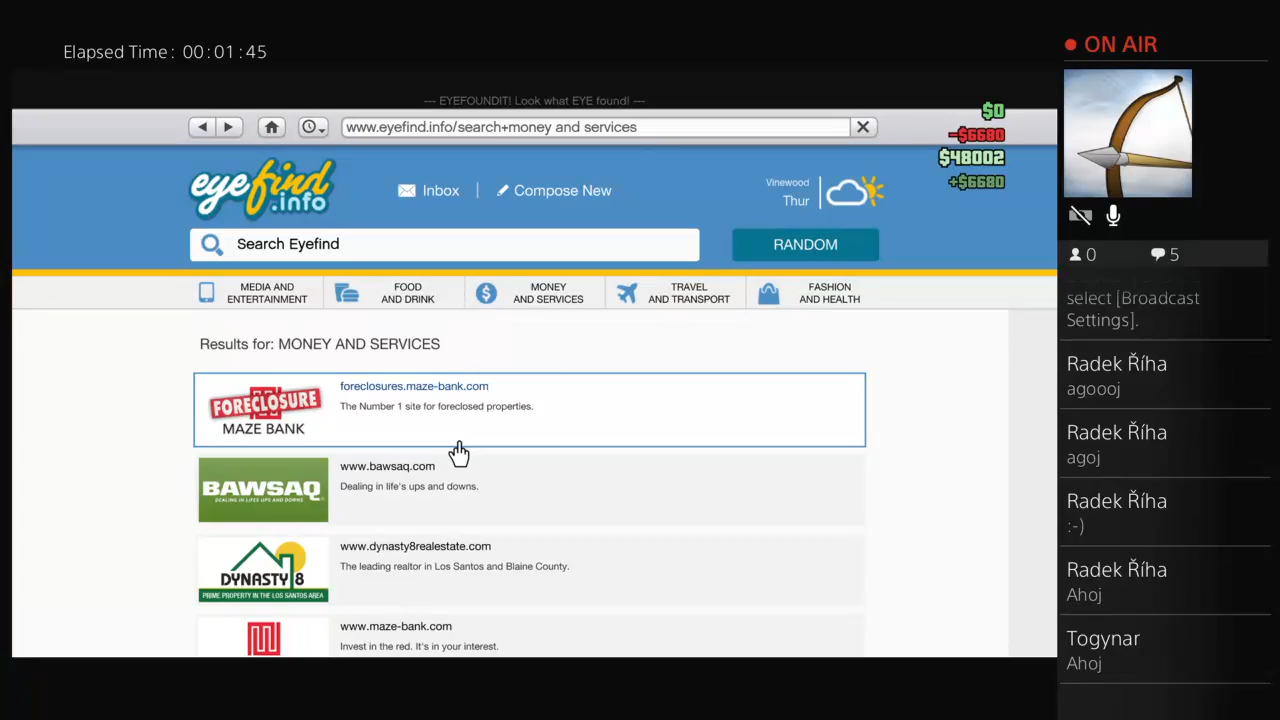 Elapsed Time: 00:01:45
ON AIR
--- EYEFOUNDIT! Look what EYE found! ---
www.eyefind.info/search+money and services
$0
-$6680
$48002
+$6680
eyefind
.info
Inbox
Compose New
Vinewood
Thur
Search Eyefind
RANDOM
MEDIA AND
ENTERTAINMENT
FOOD
AND DRINK
MONEY
AND SERVICES
TRAVEL
AND TRANSPORT
FASHION
AND HEALTH
Results for: MONEY AND SERVICES
FORECLOSURE
MAZE BANK
foreclosures.maze-bank.com
The Number 1 site for foreclosed properties.
BAWSAQ
DEALING IN LIFE'S UPS AND DOWNS
www.bawsaq.com
Dealing in life's ups and downs.
DYNASTY 8
PRIME PROPERTY IN THE LOS SANTOS AREA
www.dynasty8realestate.com
The leading realtor in Los Santos and Blaine County.
www.maze-bank.com
Invest in the red. It's in your interest.
0
5
select [Broadcast
Settings].
Radek Říha
agoooj
Radek Říha
agoj
Radek Říha
:-)
Radek Říha
Ahoj
Togynar
Ahoj